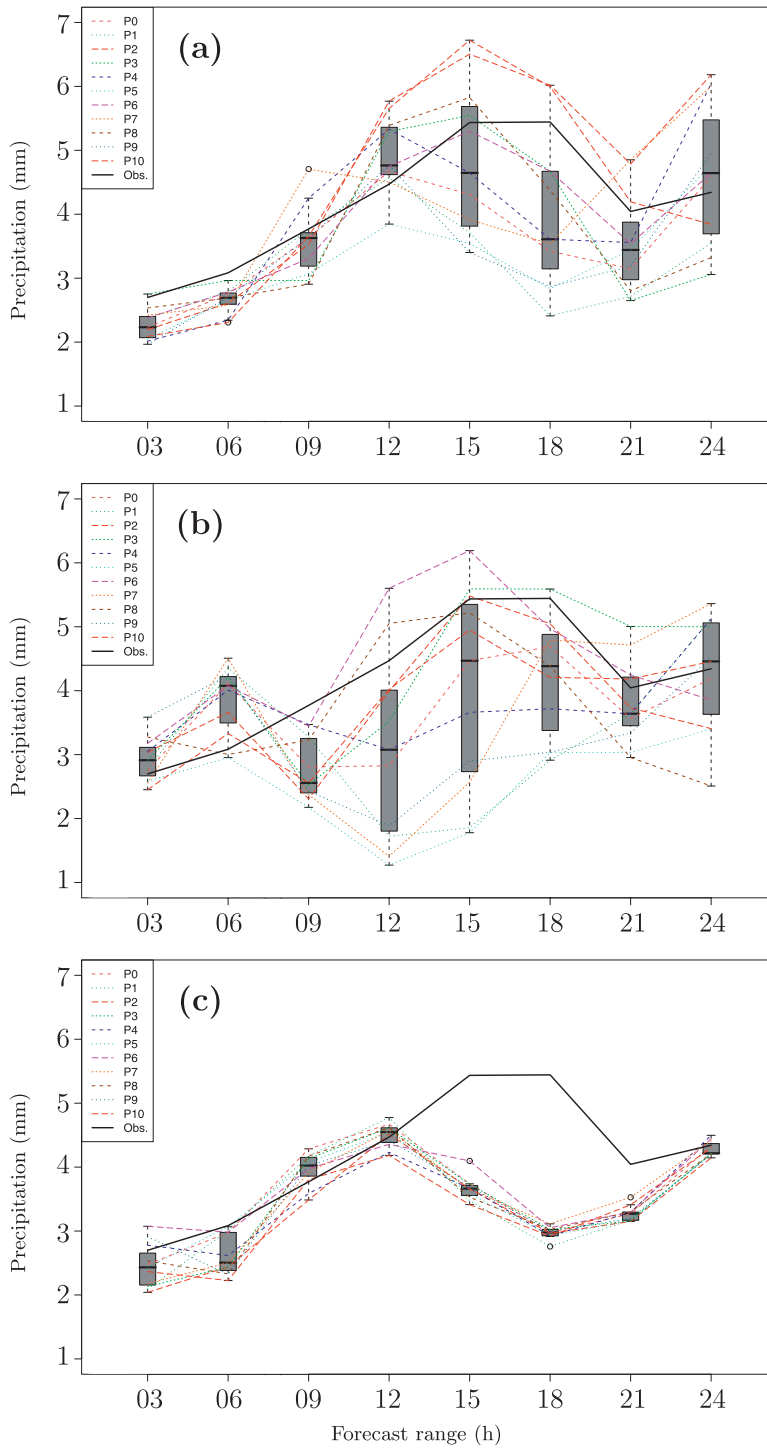 (a)
Precipitation (mm)
7
6
5
4
3
2
1
P0
P1
P2
P3
P4
P5
P6
P7
P8
P9
P10
Obs.
03 06 09 12 15 18 21 24
(b)
Precipitation (mm)
7
6
5
4
3
2
1
P0
P1
P2
P3
P4
P5
P6
P7
P8
P9
P10
Obs.
03 06 09 12 15 18 21 24
(c)
Precipitation (mm)
7
6
5
4
3
2
1
P0
P1
P2
P3
P4
P5
P6
P7
P8
P9
P10
Obs.
03 06 09 12 15 18 21 24
Forecast range (h)